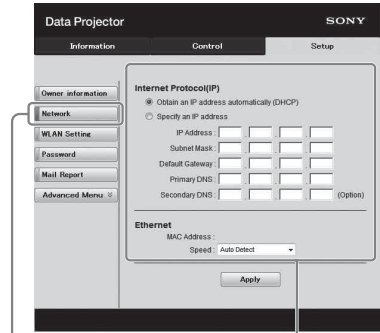 Data Projector
SONY
Information
Control
Setup
Owner information
Network
WLAN Setting
Password
Mail Report
Advanced Menu
Internet Protocol(IP)
Obtain an IP address automatically (DHCP)
Specify an IP address
IP Address :
Subnet Mask :
Default Gateway :
Primary DNS :
Secondary DNS : (Option)
Ethernet
MAC Address :
Speed : Auto Detect
Apply